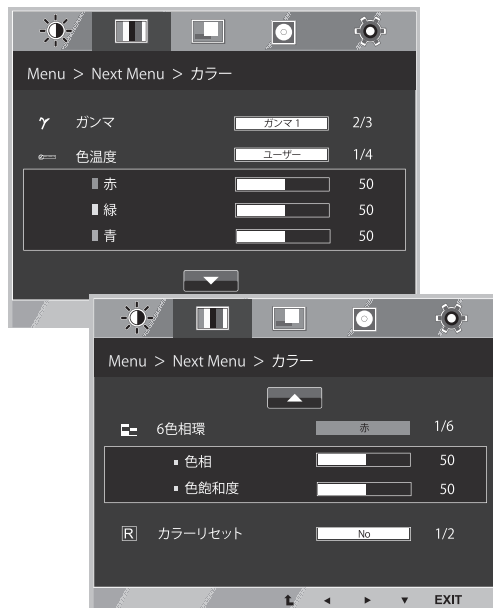 Menu > Next Menu > カラー
γ ガンマ ガンマ 1 2/3
色温度 ユーザー 1/4
赤 50
緑 50
青 50
Menu > Next Menu > カラー
6色相環 赤 1/6
色相 50
色飽和度 50
R カラーリセット No 1/2
EXIT